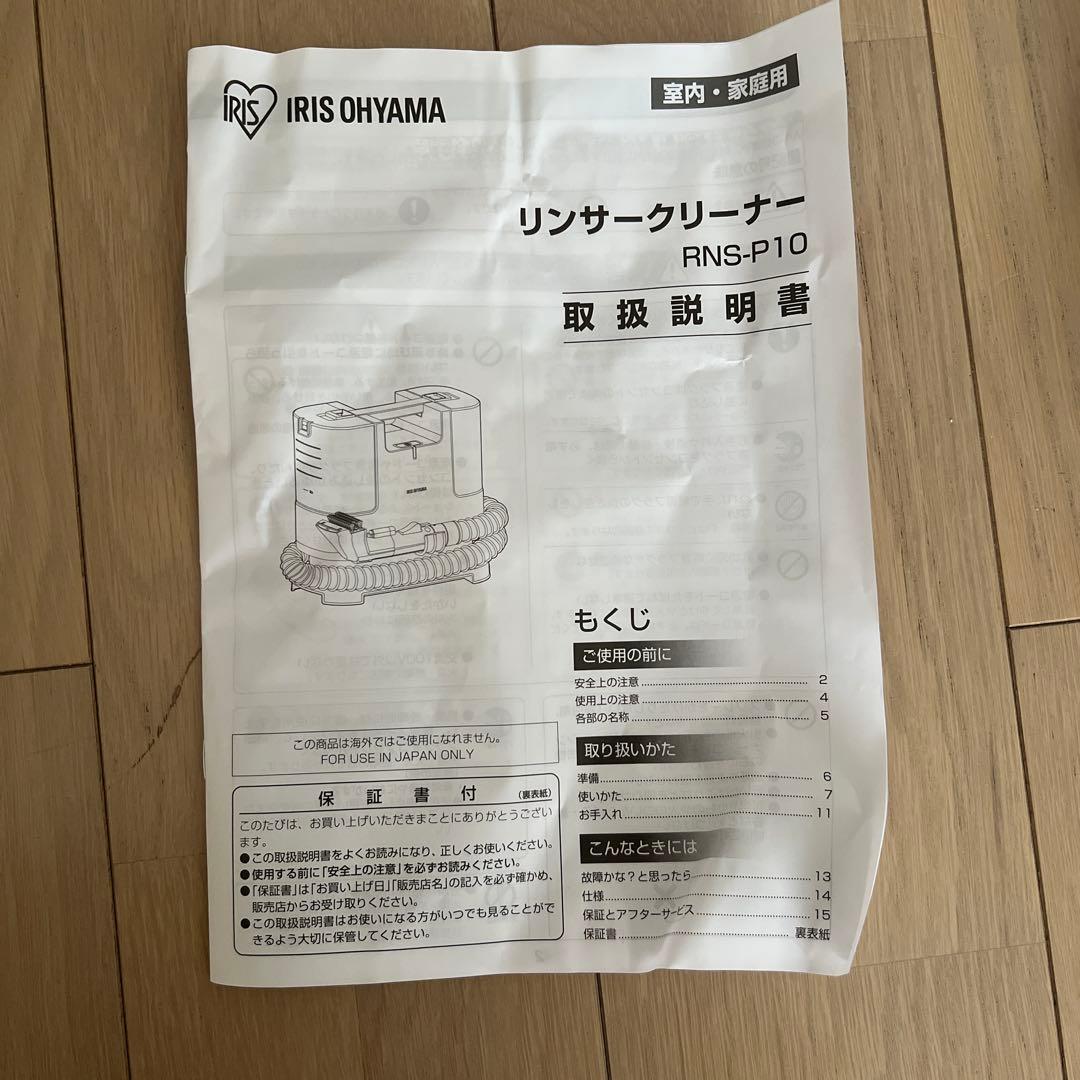 IRIS IRIS OHYAMA
室内・家庭用
リンサークリーナー
RNS-P10
取扱説明書
IRIS OHYAMA
もくじ
ご使用の前に
安全上の注意 2
使用上の注意 4
各部の名称 5
取り扱いかた
準備 6
使いかた 7
お手入れ 11
こんなときには
故障かな?と思ったら 13
仕様 14
保証とアフターサービス 15
保証書 裏表紙
この商品は海外ではご使用になれません。
FOR USE IN JAPAN ONLY
保証書付 (裏表紙)
このたびは、お買い上げいただきまことにありがとうござい
ます。
●この取扱説明書をよくお読みになり、正しくお使いください。
●使用する前に「安全上の注意」を必ずお読みください。
●「保証書」は「お買い上げ日」「販売店名」の記入を必ず確かめ、
販売店からお受け取りください。
●この取扱説明書はお使いになる方がいつでも見ることがで
きるよう大切に保管してください。